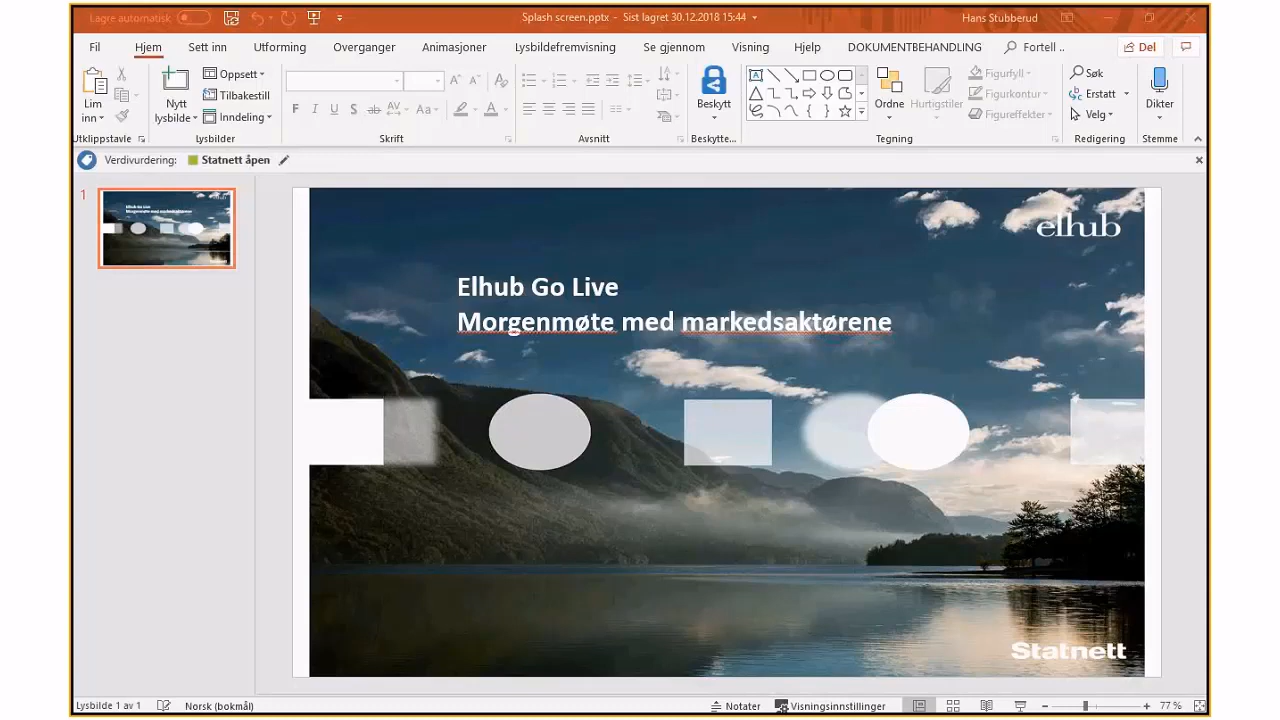 Lagre automatisk
Splash screen.pptx - Sist lagret 30.12.2018 15:44
Hans Stubberud
Fil Hjem Sett inn Utforming Overganger Animasjoner Lysbildefremvisning Se gjennom Visning Hjelp DOKUMENTBEHANDLING Fortell .. Del
Lim inn
Nytt lysbilde
Oppsett
Tilbakestill
Inndeling
F K U S ab AV Aa A
Beskytt
Ordne
Hurtigstiler
Figurfyll
Figurkontur
Figureffekter
Søk
Erstatt
Velg
Dikter
Utklippstavle Lysbilder Skrift Avsnitt Beskytte... Tegning Redigering Stemme
Verdivurdering: Statnett åpen
1
elhub
Elhub Go Live
Morgenmøte med markedsaktørene
Statnett
Lysbilde 1 av 1 Norsk (bokmål) Notater Visningsinnstillinger 77 %